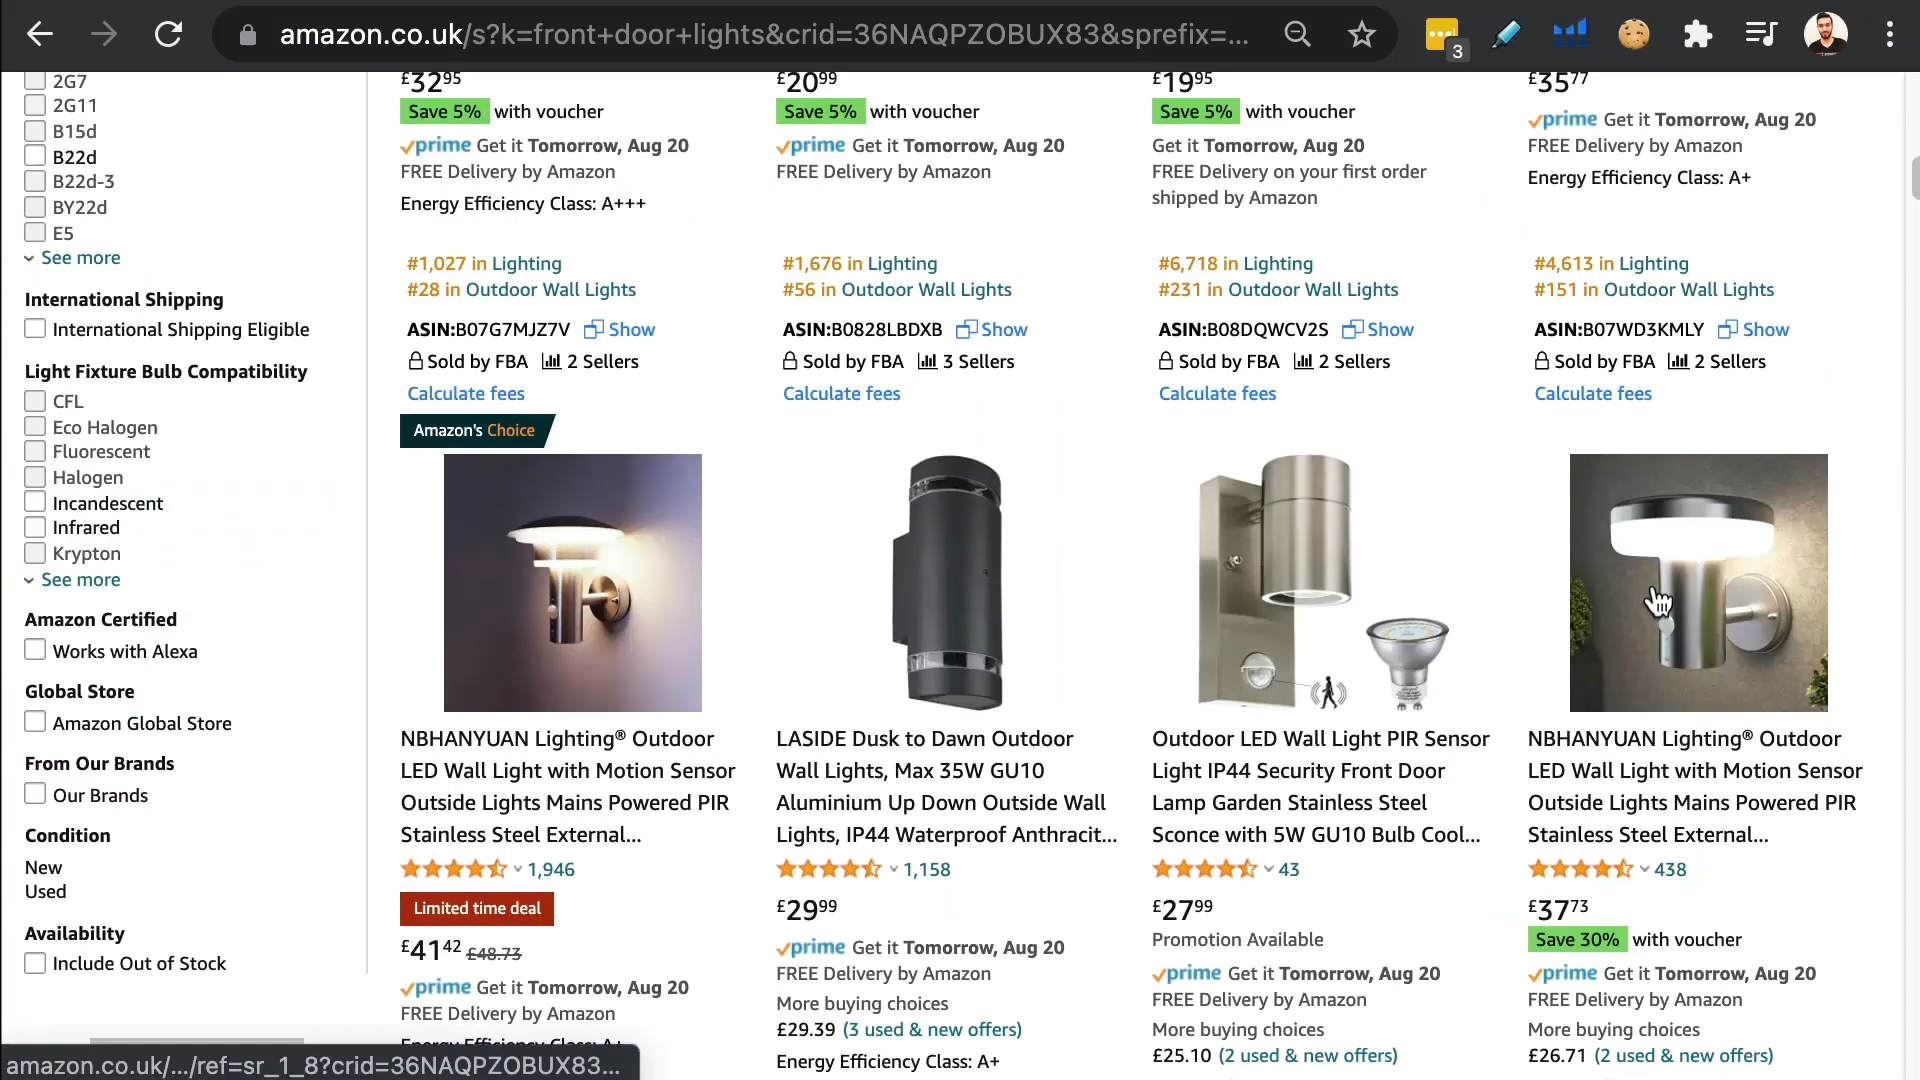 amazon.co.uk/s?k=front+door+lights&crid=36NAQPZOBUX83&sprefix=...
3
2G7
2G11
B15d
B22d
B22d-3
BY22d
E5
See more
International Shipping
International Shipping Eligible
Light Fixture Bulb Compatibility
CFL
Eco Halogen
Fluorescent
Halogen
Incandescent
Infrared
Krypton
See more
Amazon Certified
Works with Alexa
Global Store
Amazon Global Store
From Our Brands
Our Brands
Condition
New
Used
Availability
Include Out of Stock
£32.95
Save 5% with voucher
prime Get it Tomorrow, Aug 20
FREE Delivery by Amazon
Energy Efficiency Class: A+++
#1,027 in Lighting
#28 in Outdoor Wall Lights
ASIN:B07G7MJZ7V Show
Sold by FBA 2 Sellers
Calculate fees
£20.99
Save 5% with voucher
prime Get it Tomorrow, Aug 20
FREE Delivery by Amazon
#1,676 in Lighting
#56 in Outdoor Wall Lights
ASIN:B0828LBDXB Show
Sold by FBA 3 Sellers
Calculate fees
£19.95
Save 5% with voucher
Get it Tomorrow, Aug 20
FREE Delivery on your first order
shipped by Amazon
#6,718 in Lighting
#231 in Outdoor Wall Lights
ASIN:B08DQWCV2S Show
Sold by FBA 2 Sellers
Calculate fees
£35.77
prime Get it Tomorrow, Aug 20
FREE Delivery by Amazon
Energy Efficiency Class: A+
#4,613 in Lighting
#151 in Outdoor Wall Lights
ASIN:B07WD3KMLY Show
Sold by FBA 2 Sellers
Calculate fees
Amazon's Choice
NBHANYUAN Lighting® Outdoor
LED Wall Light with Motion Sensor
Outside Lights Mains Powered PIR
Stainless Steel External...
1,946
Limited time deal
£41.42 £48.73
prime Get it Tomorrow, Aug 20
FREE Delivery by Amazon
Energy Efficiency Class: A+
LASIDE Dusk to Dawn Outdoor
Wall Lights, Max 35W GU10
Aluminium Up Down Outside Wall
Lights, IP44 Waterproof Anthracit...
1,158
£29.99
prime Get it Tomorrow, Aug 20
FREE Delivery by Amazon
More buying choices
£29.39 (3 used & new offers)
Energy Efficiency Class: A+
Outdoor LED Wall Light PIR Sensor
Light IP44 Security Front Door
Lamp Garden Stainless Steel
Sconce with 5W GU10 Bulb Cool...
43
£27.99
Promotion Available
prime Get it Tomorrow, Aug 20
FREE Delivery by Amazon
More buying choices
£25.10 (2 used & new offers)
NBHANYUAN Lighting® Outdoor
LED Wall Light with Motion Sensor
Outside Lights Mains Powered PIR
Stainless Steel External...
438
£37.73
Save 30% with voucher
prime Get it Tomorrow, Aug 20
FREE Delivery by Amazon
More buying choices
£26.71 (2 used & new offers)
amazon.co.uk/.../ref=sr_1_8?crid=36NAQPZOBUX83...